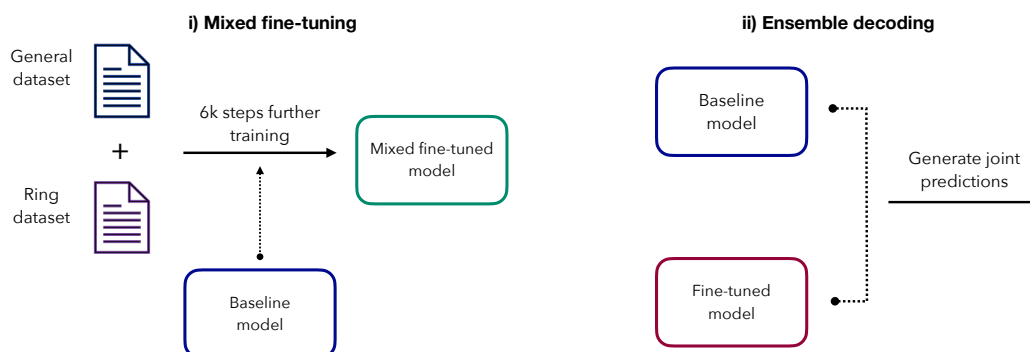 i) Mixed fine-tuning
General
dataset
+
Ring
dataset
6k steps further
training
Mixed fine-tuned
model
Baseline
model
ii) Ensemble decoding
Baseline
model
Fine-tuned
model
Generate joint
predictions